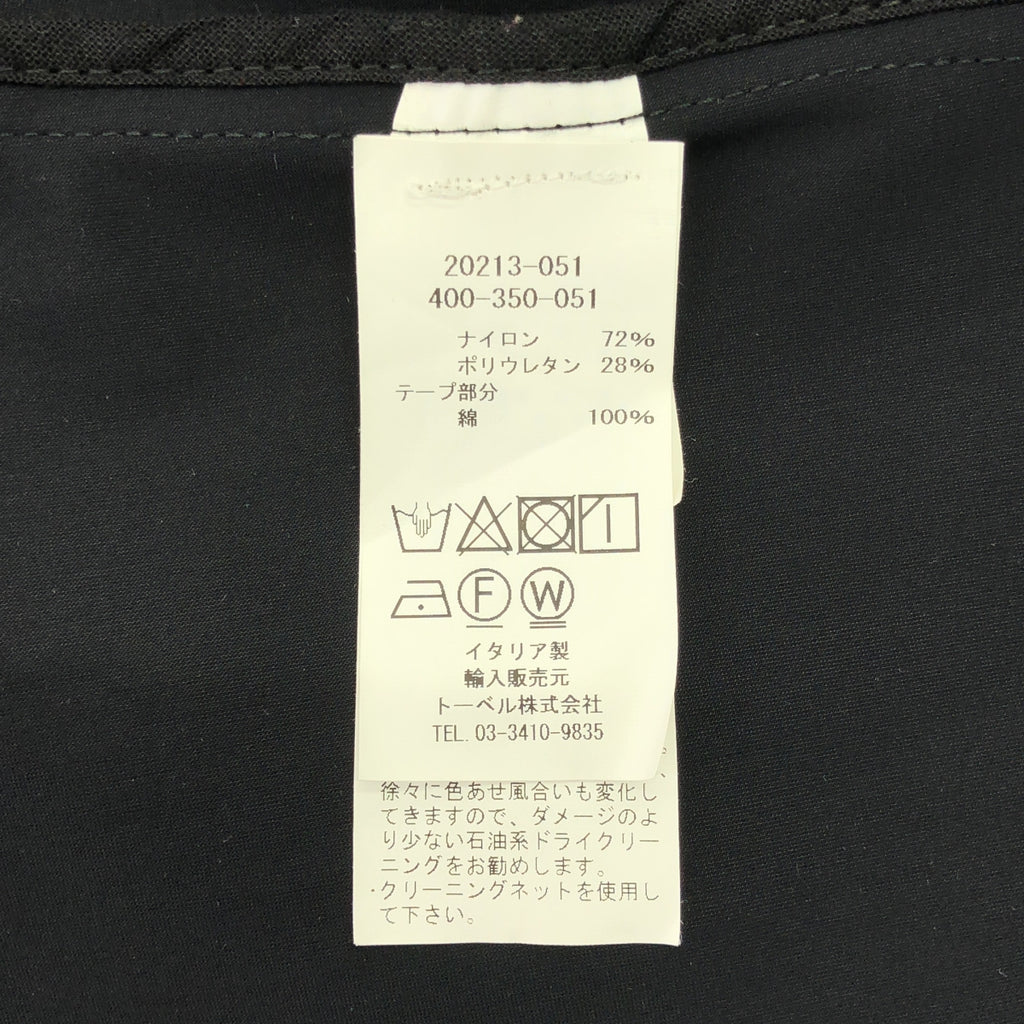 20213-051
400-350-051
ナイロン 72%
ポリウレタン 28%
テープ部分
綿 100%
F W
イタリア製
輸入販売元
トーベル株式会社
TEL. 03-3410-9835
徐々に色あせ風合いも変化し
てきますので、ダメージのよ
り少ない石油系ドライクリー
ニングをお勧めします。
・クリーニングネットを使用し
て下さい。